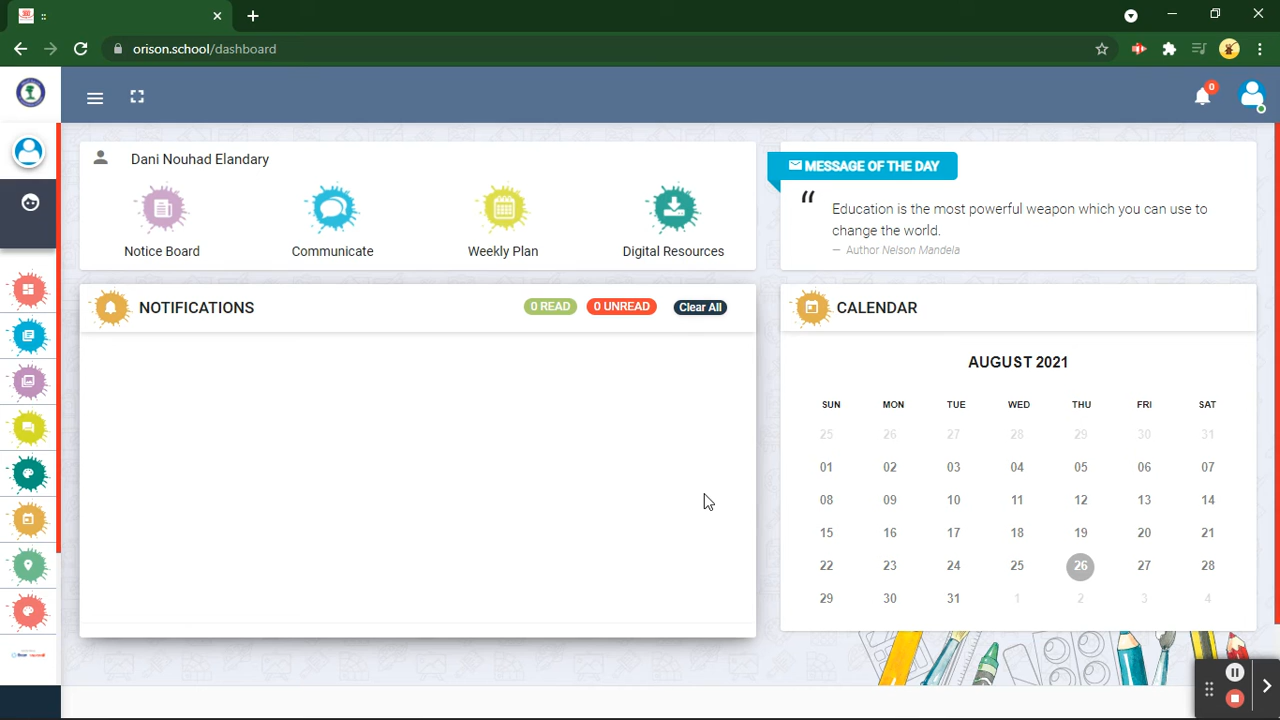 ::
orison.school/dashboard
0
Dani Nouhad Elandary
Notice Board
Communicate
Weekly Plan
Digital Resources
MESSAGE OF THE DAY
“ Education is the most powerful weapon which you can use to
change the world.
— Author Nelson Mandela
NOTIFICATIONS
0 READ
0 UNREAD
Clear All
CALENDAR
AUGUST 2021
SUN MON TUE WED THU FRI SAT
25 26 27 28 29 30 31
01 02 03 04 05 06 07
08 09 10 11 12 13 14
15 16 17 18 19 20 21
22 23 24 25 26 27 28
29 30 31 1 2 3 4